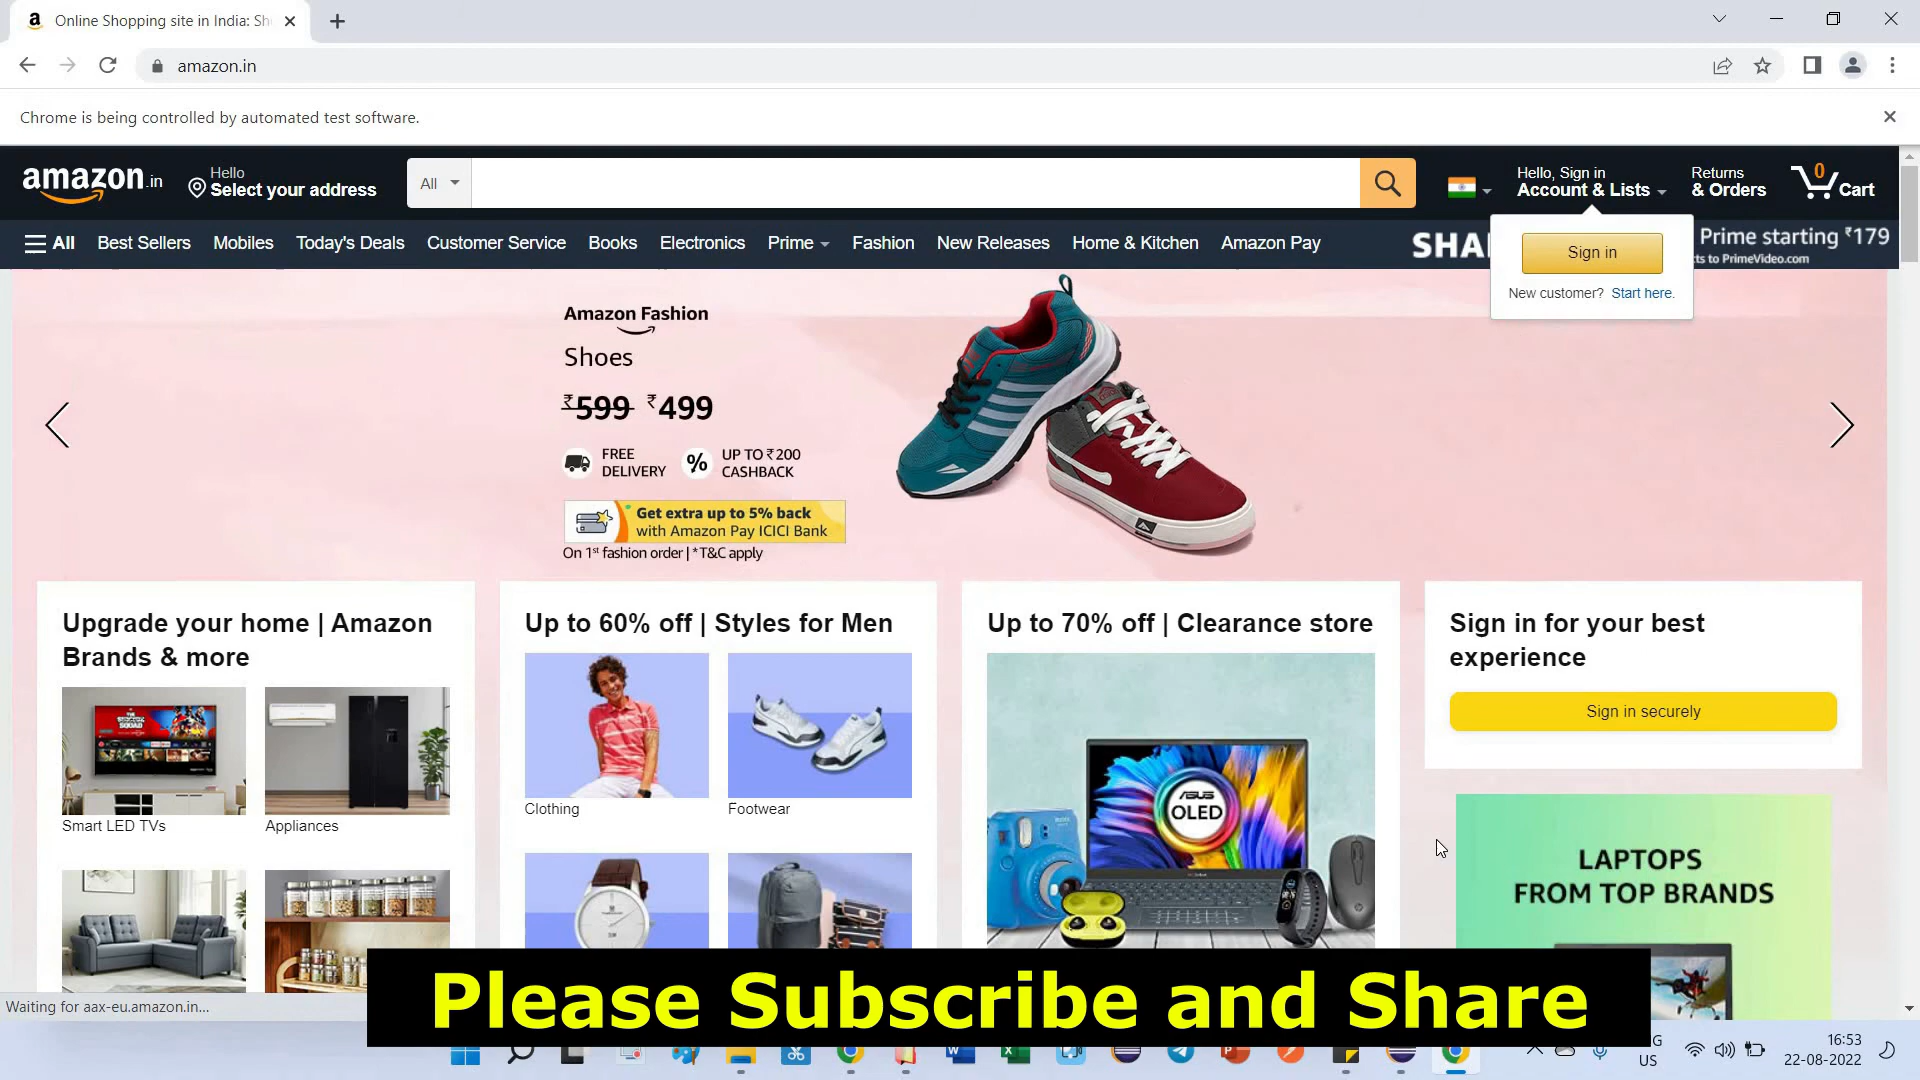 Online Shopping site in India: Sh
amazon.in
Chrome is being controlled by automated test software.
amazon.in
Hello
Select your address
All
Hello, Sign in
Account & Lists
Returns
& Orders
0
Cart
All
Best Sellers
Mobiles
Today's Deals
Customer Service
Books
Electronics
Prime
Fashion
New Releases
Home & Kitchen
Amazon Pay
SHA
Prime starting ₹179
ts to PrimeVideo.com
Sign in
New customer? Start here.
Amazon Fashion
Shoes
₹599 ₹499
FREE
DELIVERY
%
UP TO ₹200
CASHBACK
Get extra up to 5% back
with Amazon Pay ICICI Bank
On 1st fashion order | *T&C apply
Upgrade your home | Amazon
Brands & more
Smart LED TVs
Appliances
Up to 60% off | Styles for Men
Clothing
Footwear
Up to 70% off | Clearance store
ASUS
OLED
Sign in for your best
experience
Sign in securely
LAPTOPS
FROM TOP BRANDS
Waiting for aax-eu.amazon.in...
Please Subscribe and Share
G
US
16:53
22-08-2022